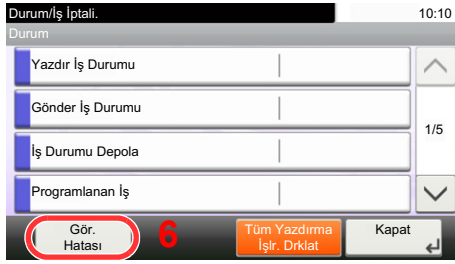 Durum/İş İptali.
10:10
Durum
Yazdır İş Durumu
Gönder İş Durumu
İş Durumu Depola
Programlanan İş
1/5
Gör.
Hatası
6
Tüm Yazdırma
İşlr. Drklat
Kapat